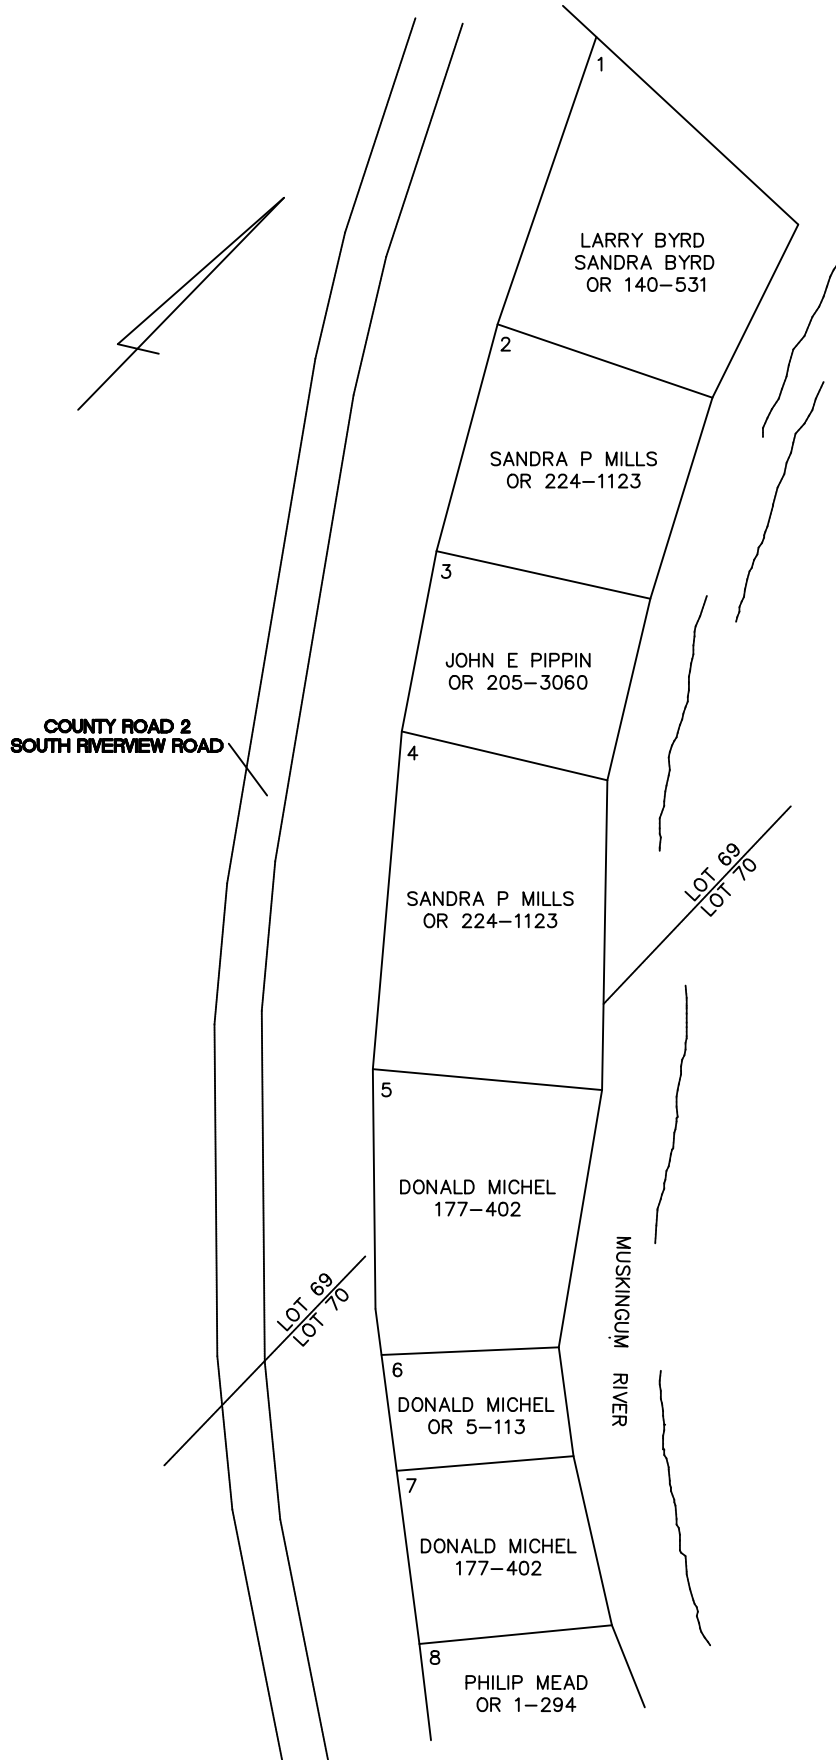 1
LARRY BYRD
SANDRA BYRD
OR 140-531
2
SANDRA P MILLS
OR 224-1123
3
JOHN E PIPPIN
OR 205-3060
COUNTY ROAD 2
SOUTH RIVERVIEW ROAD
4
SANDRA P MILLS
OR 224-1123
LOT 69
LOT 70
5
DONALD MICHEL
177-402
MUSKINGUM RIVER
LOT 69
LOT 70
6
DONALD MICHEL
OR 5-113
7
DONALD MICHEL
177-402
8
PHILIP MEAD
OR 1-294